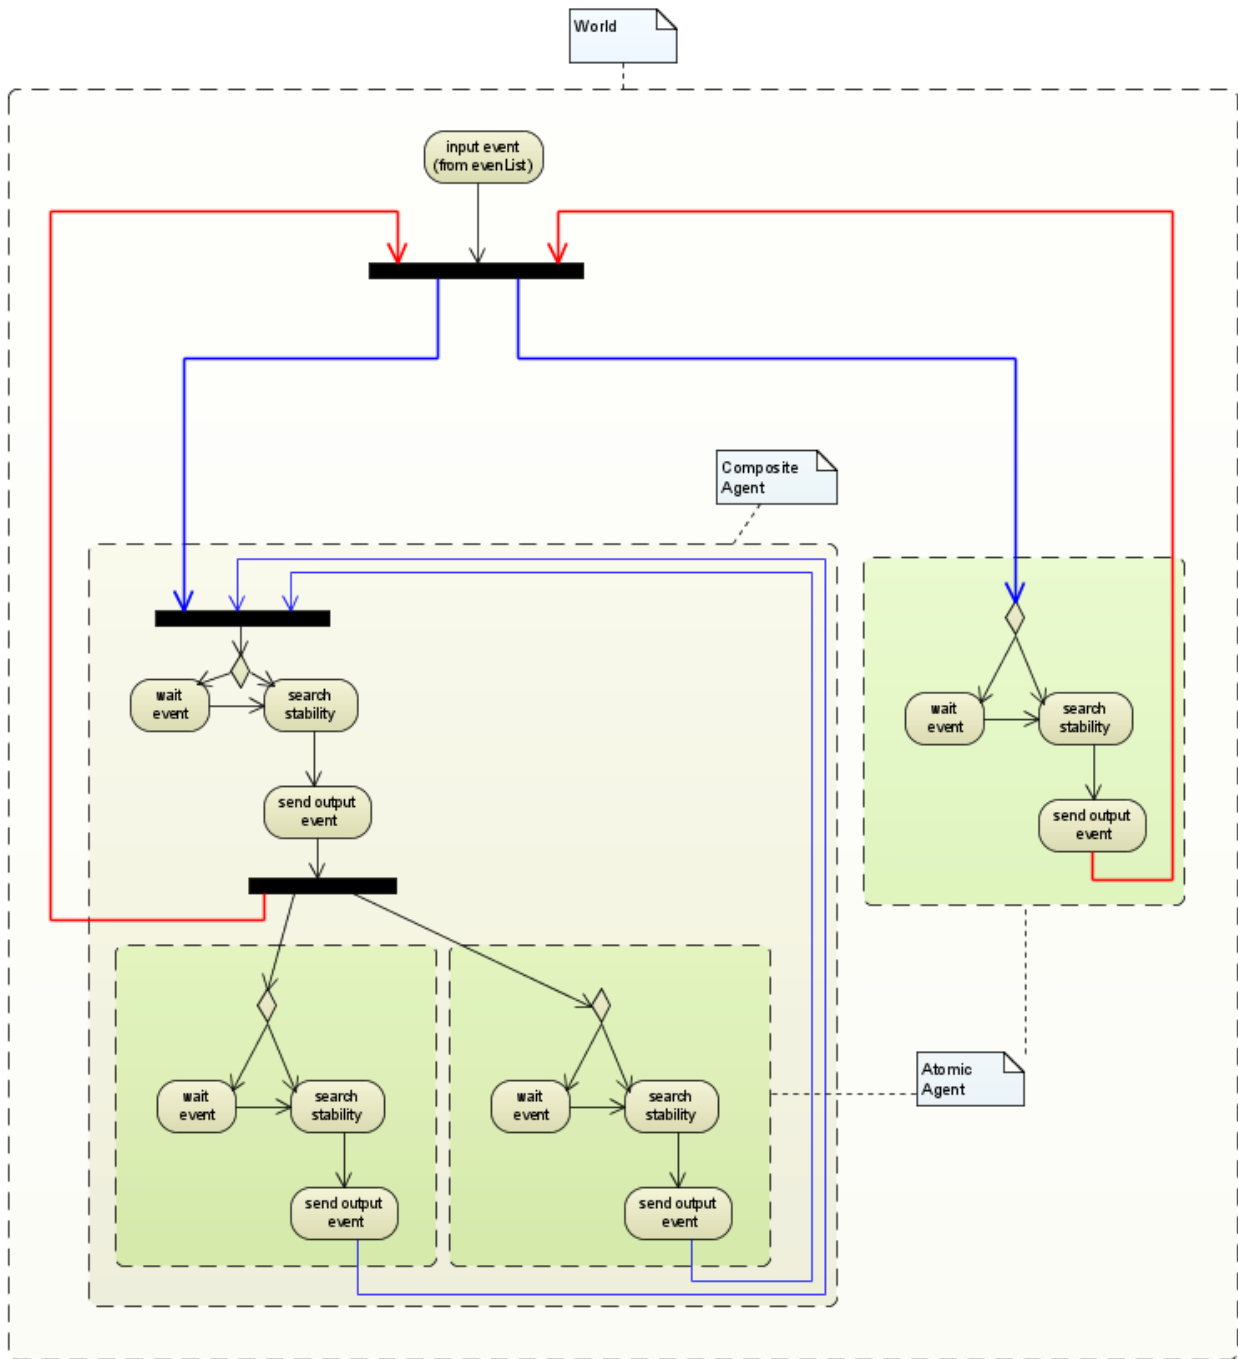 World
input event
(from evenList)
Composite
Agent
wait
event
search
stability
send output
event
wait
event
search
stability
send output
event
wait
event
search
stability
send output
event
wait
event
search
stability
send output
event
Atomic
Agent